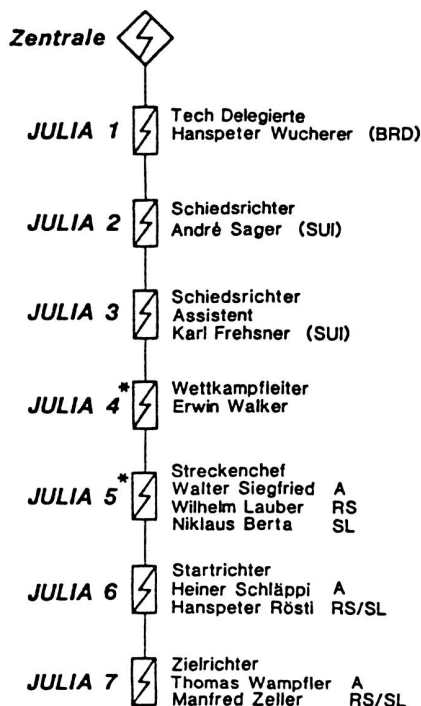 Zentrale
JULIA 1
Tech Delegierte
Hanspeter Wucherer (BRD)
JULIA 2
Schiedsrichter
André Sager (SUI)
JULIA 3
Schiedsrichter
Assistent
Karl Frehsner (SUI)
JULIA 4*
Wettkampfleiter
Erwin Walker
JULIA 5*
Streckenchef
Walter Siegfried A
Wilhelm Lauber RS
Niklaus Berta SL
JULIA 6
Startrichter
Heiner Schläppi A
Hanspeter Rösti RS/SL
JULIA 7
Zielrichter
Thomas Wampfler A
Manfred Zeller RS/SL